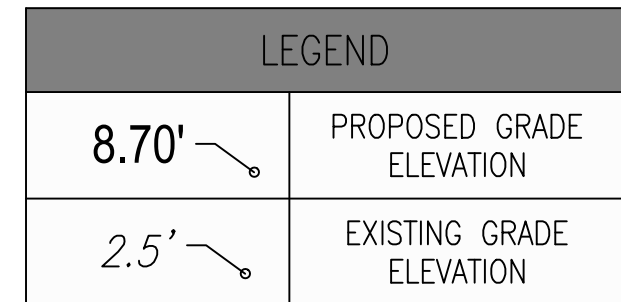 LEGEND
8.70'
PROPOSED GRADE
ELEVATION
2.5'
EXISTING GRADE
ELEVATION